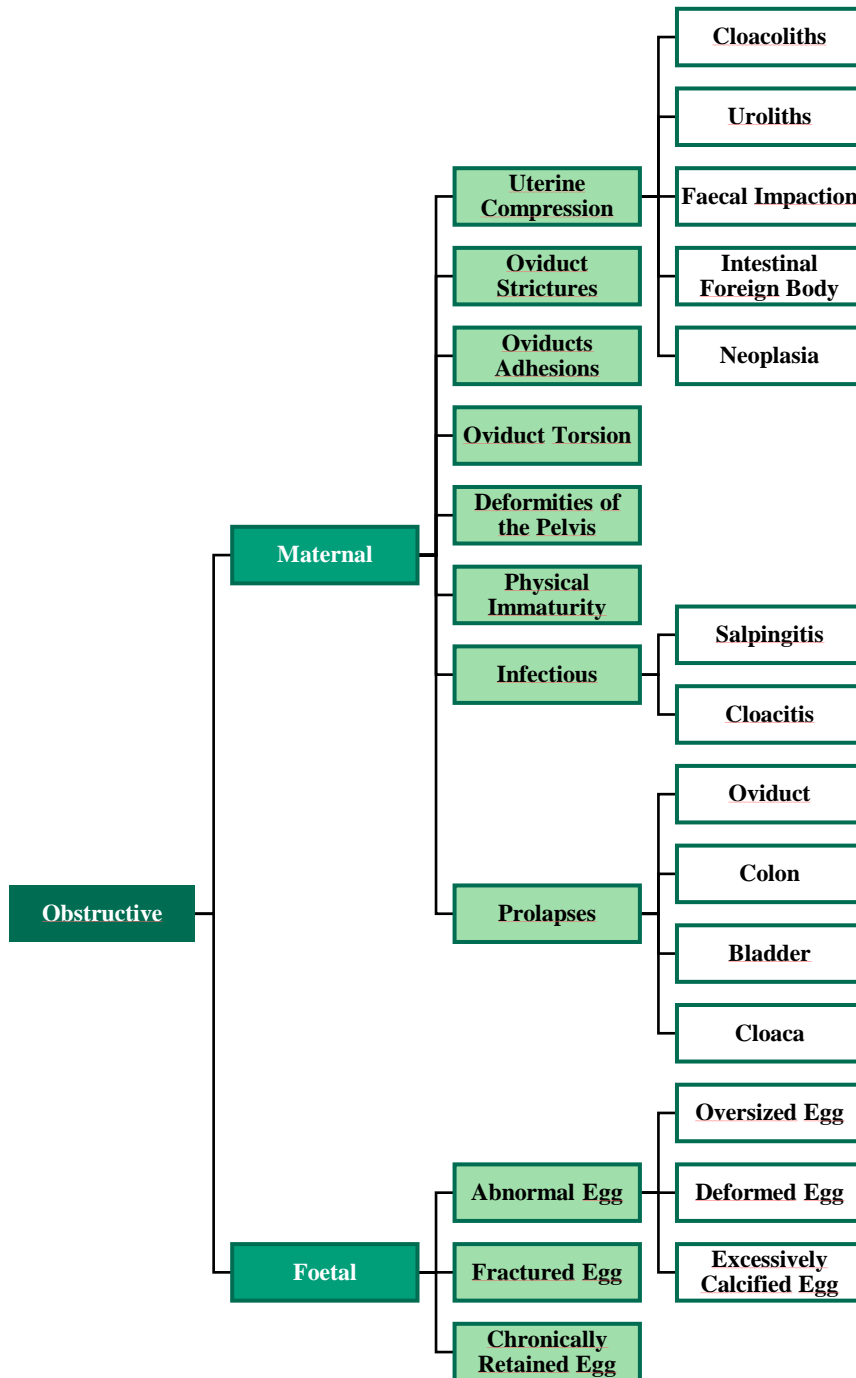 Cloacoliths
Uroliths
Uterine
Compression
Faecal Impaction
Oviduct
Strictures
Intestinal
Foreign Body
Oviducts
Adhesions
Neoplasia
Oviduct Torsion
Deformities of
the Pelvis
Maternal
Physical
Immaturity
Infectious
Salpingitis
Cloacitis
Oviduct
Colon
Obstructive
Prolapses
Bladder
Cloaca
Oversized Egg
Abnormal Egg
Deformed Egg
Foetal
Fractured Egg
Excessively
Calcified Egg
Chronically
Retained Egg